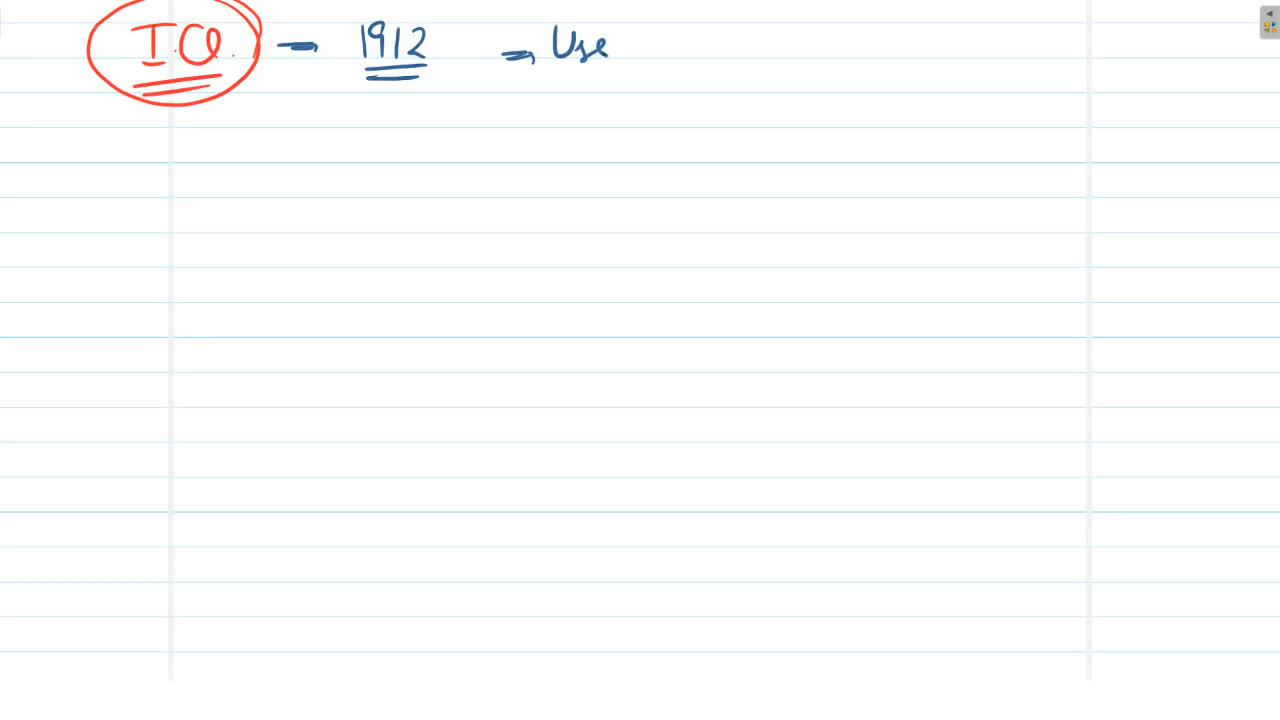 I.Q. → 1912 → Use